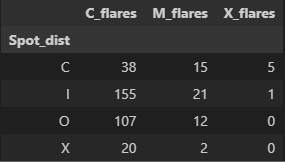 C_flares M_flares X_flares
Spot_dist
C 38 15 5
I 155 21 1
O 107 12 0
X 20 2 0